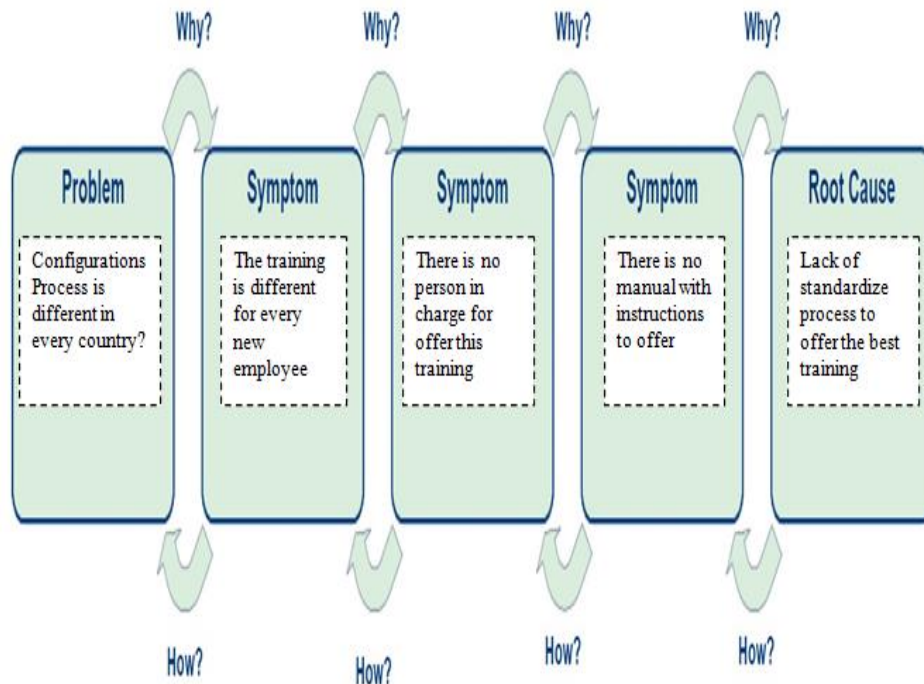 Why?
Why?
Why?
Why?
Problem
Configurations
Process is
different in
every country?
Symptom
The training
is different
for every
new
employee
Symptom
There is no
person in
charge for
offer this
training
Symptom
There is no
manual with
instructions
to offer
Root Cause
Lack of
standardize
process to
offer the best
training
How?
How?
How?
How?